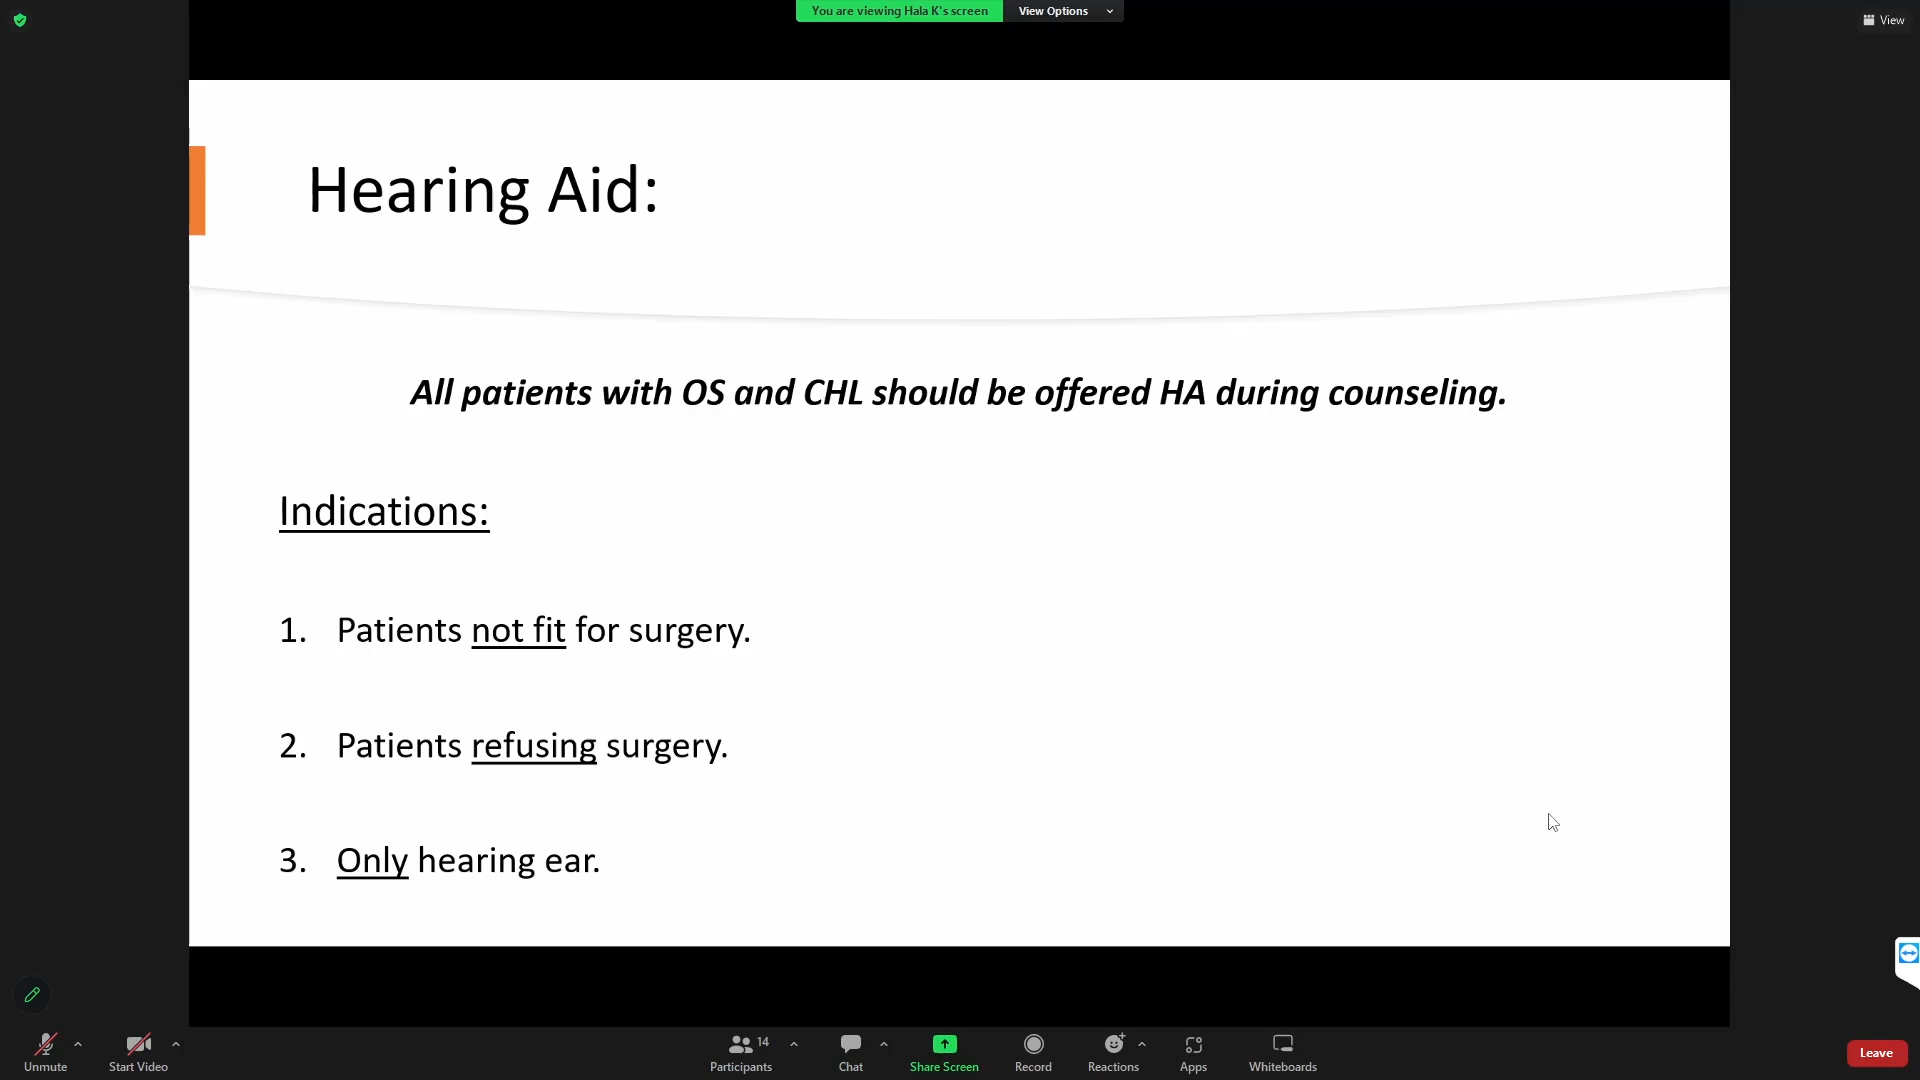 You are viewing Hala K's screen
View Options
View
Hearing Aid:
All patients with OS and CHL should be offered HA during counseling.
Indications:
1. Patients not fit for surgery.
2. Patients refusing surgery.
3. Only hearing ear.
Unmute
Start Video
14
Participants
Chat
Share Screen
Record
Reactions
Apps
Whiteboards
Leave